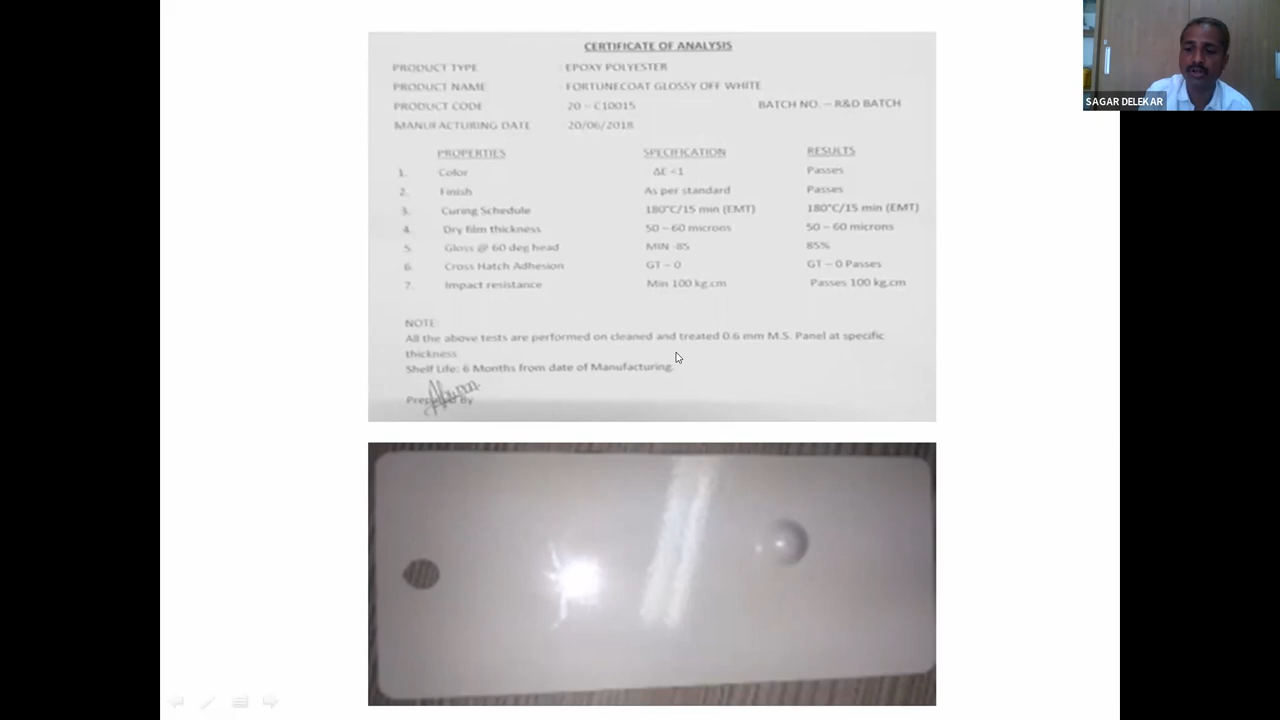 CERTIFICATE OF ANALYSIS
PRODUCT TYPE : EPOXY POLYESTER
PRODUCT NAME : FORTUNECOAT GLOSSY OFF WHITE
PRODUCT CODE 20 – C10015 BATCH NO. – R&D BATCH
MANUFACTURING DATE : 20/06/2018
PROPERTIES SPECIFICATION RESULTS
1. Color ΔE <1 Passes
2. Finish As per standard Passes
3. Curing Schedule 180°C/15 min (EMT) 180°C/15 min (EMT)
4. Dry film thickness 50 – 60 microns 50 – 60 microns
5. Gloss @ 60 deg head MIN -85 85%
6. Cross Hatch Adhesion GT – 0 GT – 0 Passes
7. Impact resistance Min 100 kg.cm Passes 100 kg.cm
NOTE:
All the above tests are performed on cleaned and treated 0.6 mm M.S. Panel at specific
thickness
Shelf Life: 6 Months from date of Manufacturing.
Prepared By
SAGAR DELEKAR